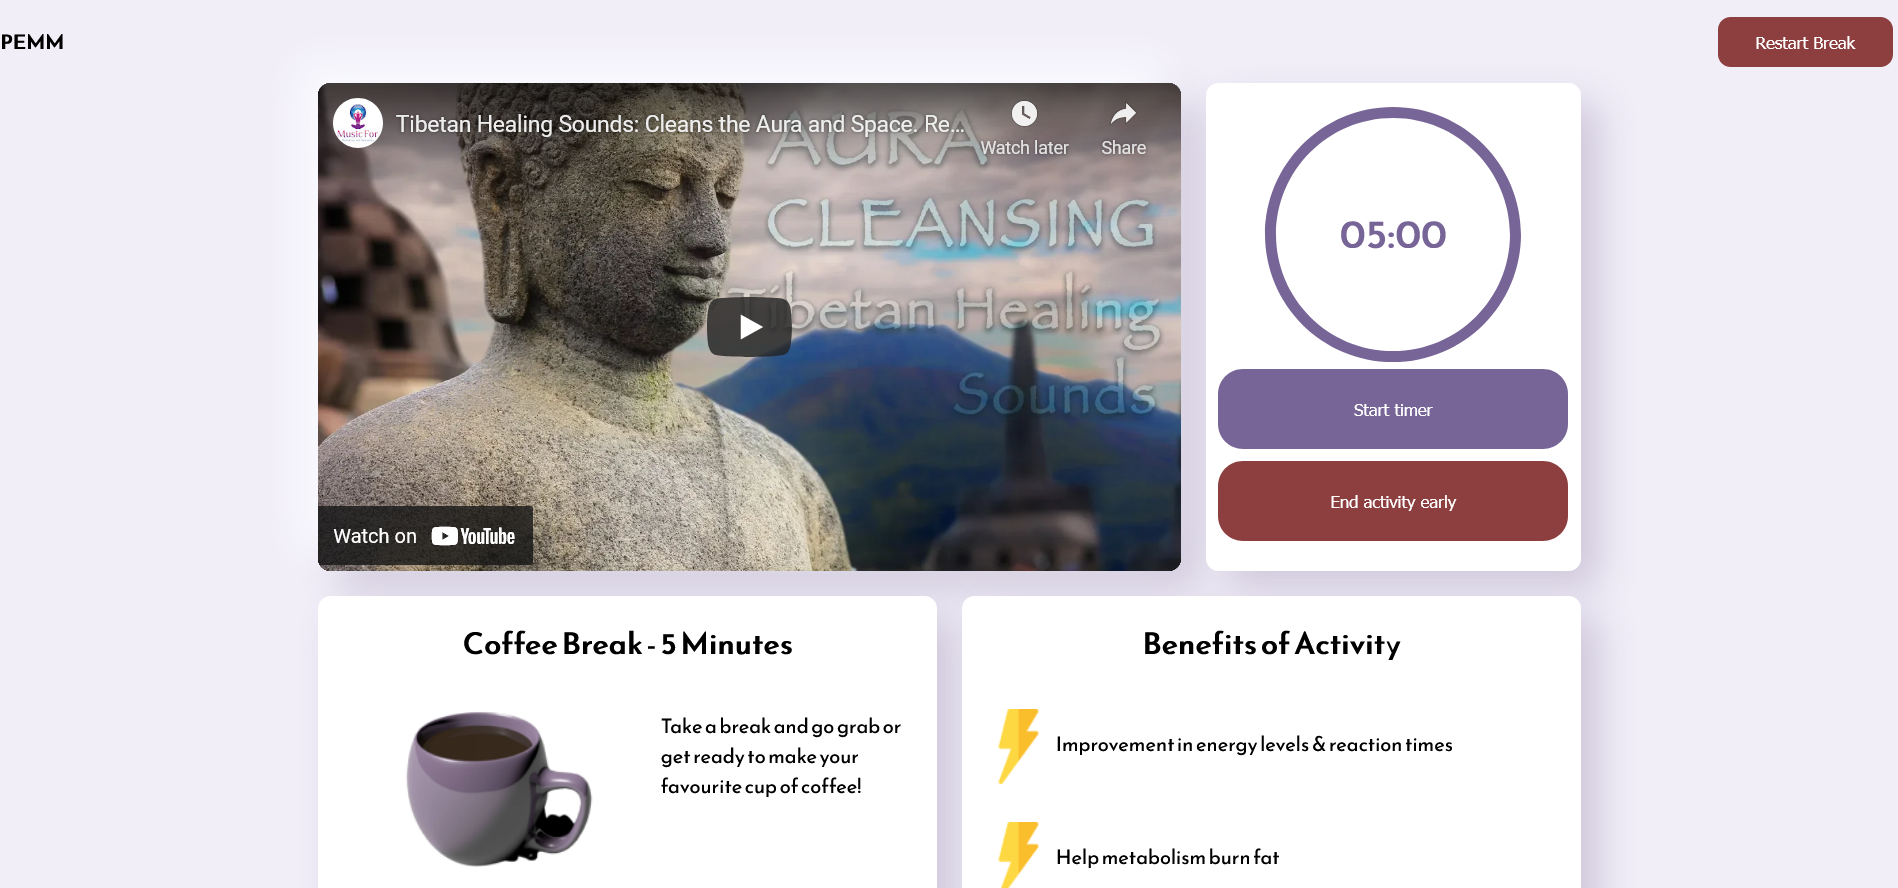 PEMM
Restart Break
Music For
Tibetan Healing Sounds: Cleans the Aura and Space. Re...
Watch later
Share
AURA
CLEANSING
Tibetan Healing
Sounds
Watch on YouTube
05:00
Start timer
End activity early
Coffee Break - 5 Minutes
Take a break and go grab or
get ready to make your
favourite cup of coffee!
Benefits of Activity
Improvement in energy levels & reaction times
Help metabolism burn fat